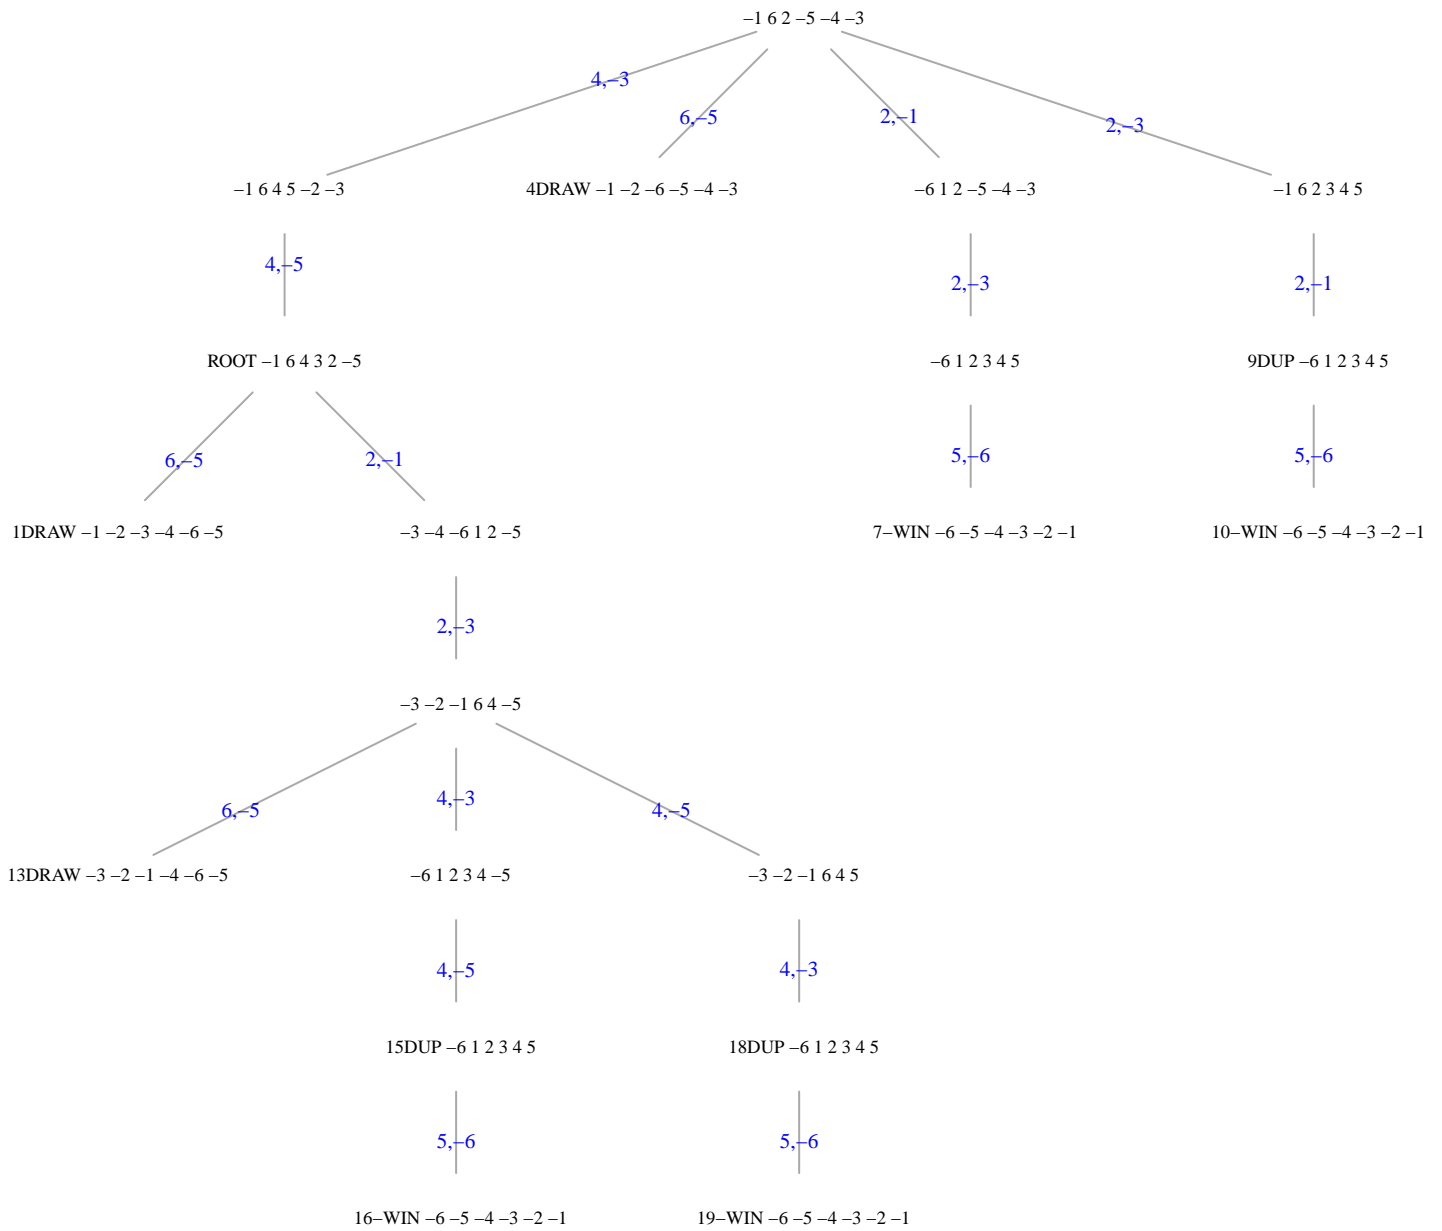 –1 6 2 –5 –4 –3
4,–3
6,–5
2,–1
2,–3
–1 6 4 5 –2 –3
4DRAW –1 –2 –6 –5 –4 –3
–6 1 2 –5 –4 –3
–1 6 2 3 4 5
4,–5
2,–3
2,–1
ROOT –1 6 4 3 2 –5
–6 1 2 3 4 5
9DUP –6 1 2 3 4 5
6,–5
2,–1
5,–6
5,–6
1DRAW –1 –2 –3 –4 –6 –5
–3 –4 –6 1 2 –5
7–WIN –6 –5 –4 –3 –2 –1
10–WIN –6 –5 –4 –3 –2 –1
2,–3
–3 –2 –1 6 4 –5
6,–5
4,–3
4,–5
13DRAW –3 –2 –1 –4 –6 –5
–6 1 2 3 4 –5
–3 –2 –1 6 4 5
4,–5
4,–3
15DUP –6 1 2 3 4 5
18DUP –6 1 2 3 4 5
5,–6
5,–6
16–WIN –6 –5 –4 –3 –2 –1
19–WIN –6 –5 –4 –3 –2 –1